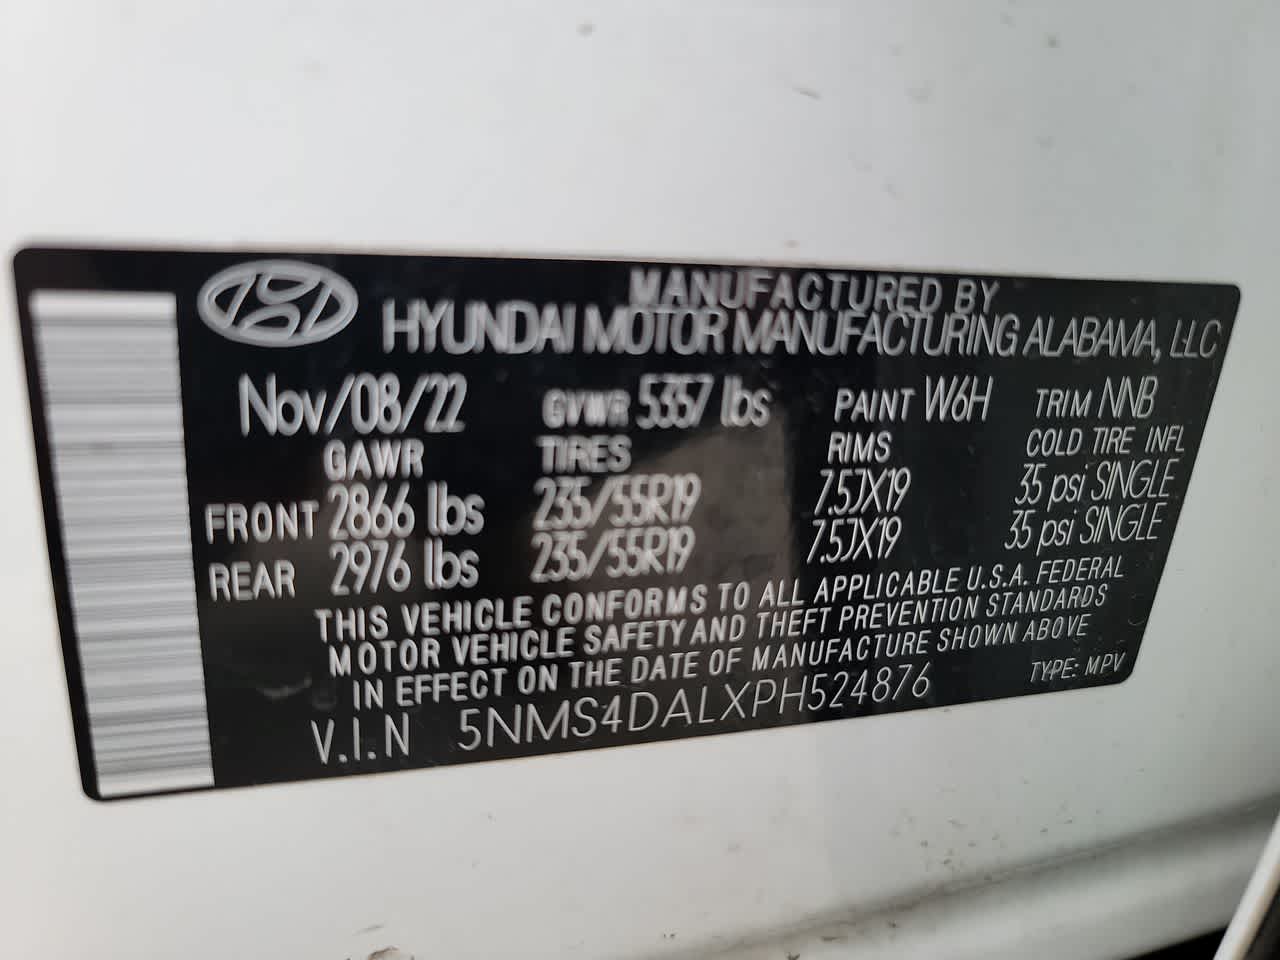 MANUFACTURED BY
HYUNDAI MOTOR MANUFACTURING ALABAMA, LLC
Nov/08/22 GVWR 5357 lbs PAINT W6H TRIM NNB
GAWR TIRES RIMS COLD TIRE INFL
FRONT 2866 lbs 235/55R19 7.5JX19 35 psi SINGLE
REAR 2976 lbs 235/55R19 7.5JX19 35 psi SINGLE
THIS VEHICLE CONFORMS TO ALL APPLICABLE U.S.A. FEDERAL
MOTOR VEHICLE SAFETY AND THEFT PREVENTION STANDARDS
IN EFFECT ON THE DATE OF MANUFACTURE SHOWN ABOVE
V.I.N 5NMS4DALXPH524876 TYPE: MPV